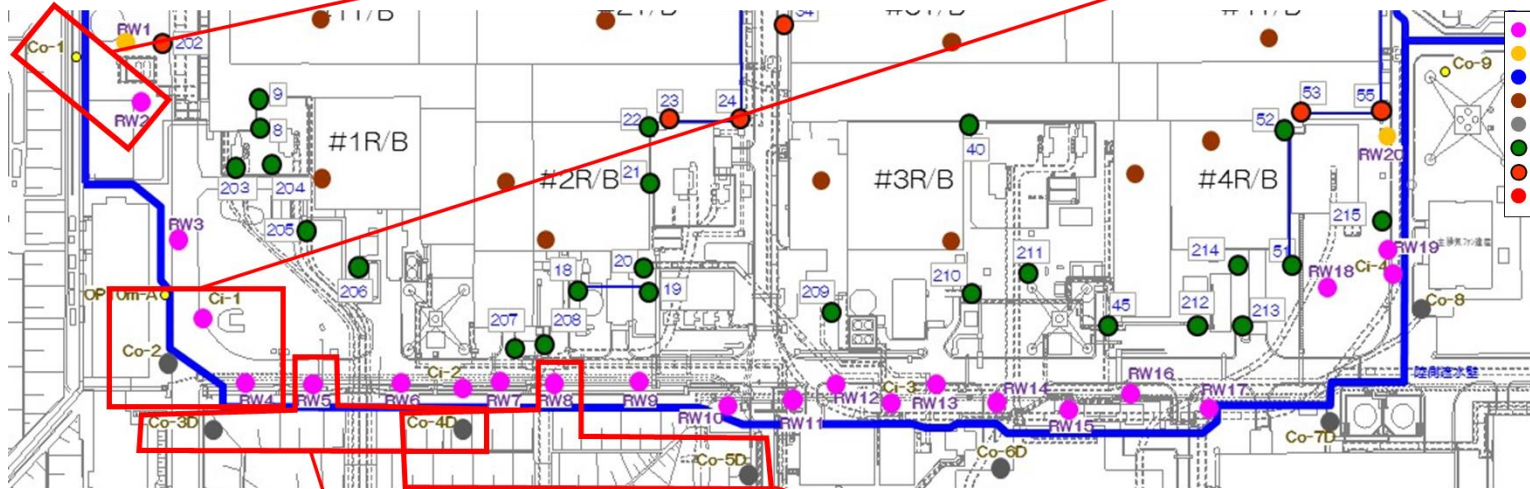 RW1
Co-1
202
RW2
9
8
203
204
#1R/B
205
206
RW3
OP10m-A
Ci-1
Co-2
22
23
24
21
#2R/B
20
18
19
207
208
40
#3R/B
209
210
211
52
53
55
RW20
#4R/B
Co-9
215
214
51
RW19
Ci-4
RW18
Co-8
45
212
213
RW4
RW5
RW6
Ci-2
RW7
RW8
RW9
RW10
RW11
RW12
Ci-3
RW13
RW14
RW15
RW16
RW17
陸側遮水壁
Co-3D
Co-4D
Co-5D
Co-6D
Co-7D